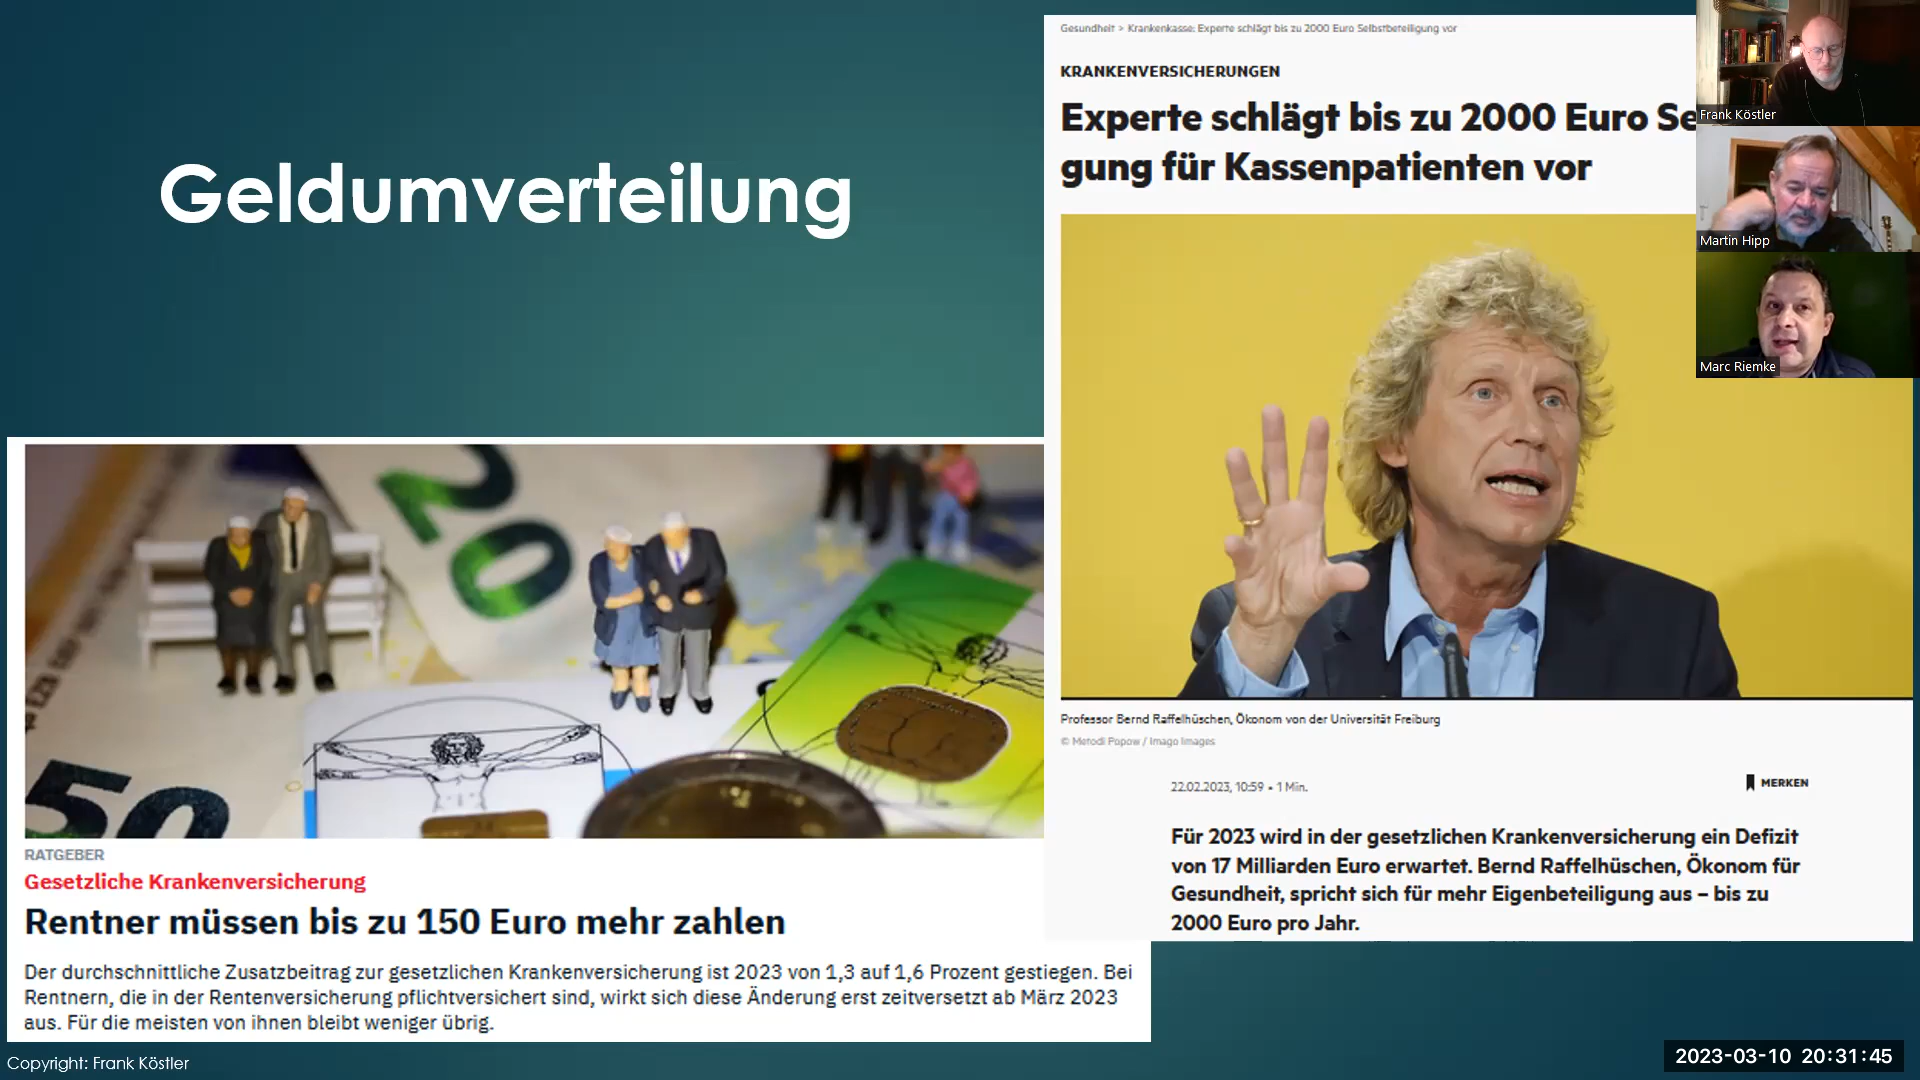 Geldumverteilung
Gesundheit > Krankenkasse: Experte schlägt bis zu 2000 Euro Selbstbeteiligung vor
KRANKENVERSICHERUNGEN
Experte schlägt bis zu 2000 Euro Se
gung für Kassenpatienten vor
Frank Köstler
Martin Hipp
Marc Riemke
Professor Bernd Raffelhüschen, Ökonom von der Universität Freiburg
© Metodi Popow / Imago Images
22.02.2023, 10:59 • 1 Min.
MERKEN
Für 2023 wird in der gesetzlichen Krankenversicherung ein Defizit
von 17 Milliarden Euro erwartet. Bernd Raffelhüschen, Ökonom für
Gesundheit, spricht sich für mehr Eigenbeteiligung aus – bis zu
2000 Euro pro Jahr.
20
50
RATGEBER
Gesetzliche Krankenversicherung
Rentner müssen bis zu 150 Euro mehr zahlen
Der durchschnittliche Zusatzbeitrag zur gesetzlichen Krankenversicherung ist 2023 von 1,3 auf 1,6 Prozent gestiegen. Bei
Rentnern, die in der Rentenversicherung pflichtversichert sind, wirkt sich diese Änderung erst zeitversetzt ab März 2023
aus. Für die meisten von ihnen bleibt weniger übrig.
Copyright: Frank Köstler
2023-03-10 20:31:45